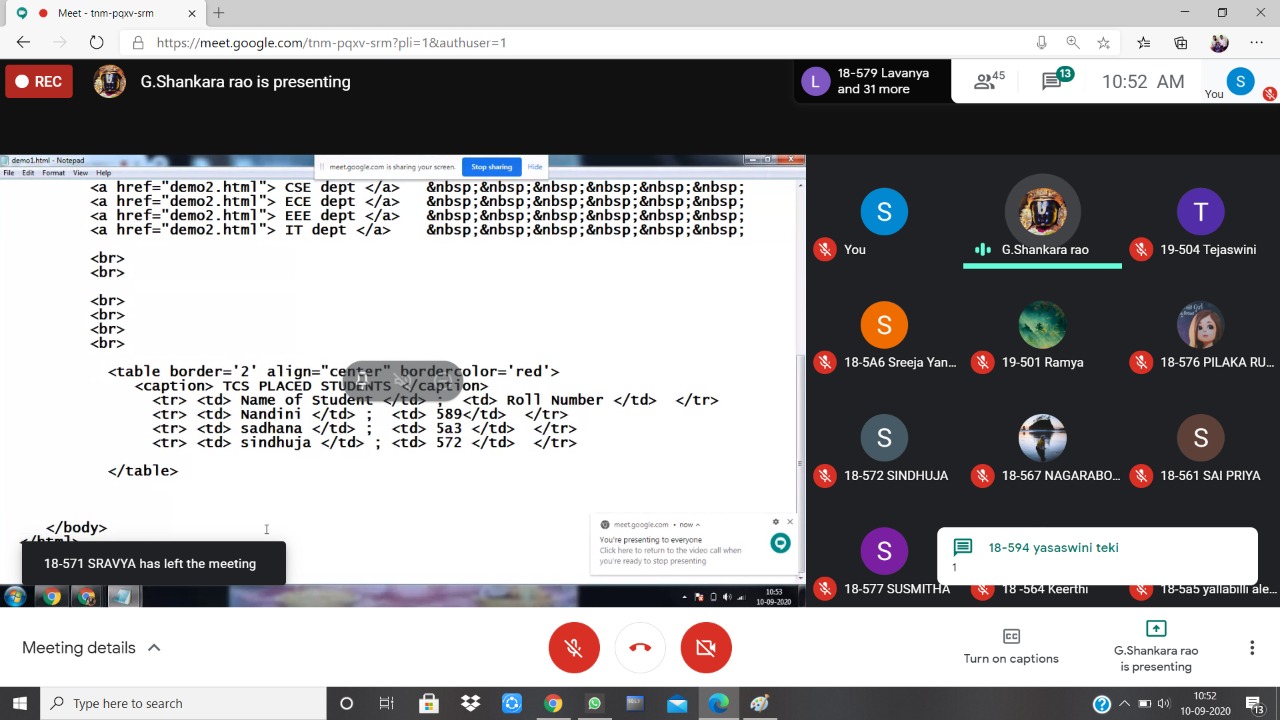 Meet - tnm-pqxv-srm
https://meet.google.com/tnm-pqxv-srm?pli=1&authuser=1
REC
G.Shankara rao is presenting
L
18-579 Lavanya
and 31 more
45
13
10:52 AM
You
S
demo1.html - Notepad
File Edit Format View Help
meet.google.com is sharing your screen.
Stop sharing
Hide
<a href="demo2.html"> CSE dept </a> &nbsp;&nbsp;&nbsp;&nbsp;&nbsp;&nbsp;
<a href="demo2.html"> ECE dept </a> &nbsp;&nbsp;&nbsp;&nbsp;&nbsp;&nbsp;
<a href="demo2.html"> EEE dept </a> &nbsp;&nbsp;&nbsp;&nbsp;&nbsp;&nbsp;
<a href="demo2.html"> IT dept </a> &nbsp;&nbsp;&nbsp;&nbsp;&nbsp;&nbsp;
<br>
<br>
<br>
<br>
<br>
<br>
<table border='2' align="center" bordercolor='red'>
<caption> TCS PLACED STUDENTS </caption>
<tr> <td> Name of Student </td> ; <td> Roll Number </td> </tr>
<tr> <td> Nandini </td> ; <td> 589</td> </tr>
<tr> <td> sadhana </td> ; <td> 5a3 </td> </tr>
<tr> <td> sindhuja </td> ; <td> 572 </td> </tr>
</table>
</body>
</html>
18-571 SRAVYA has left the meeting
meet.google.com • now
You're presenting to everyone
Click here to return to the video call when
you're ready to stop presenting
10:53
10-09-2020
S
You
G.Shankara rao
T
19-504 Tejaswini
S
18-5A6 Sreeja Yan...
19-501 Ramya
18-576 PILAKA RU...
S
18-572 SINDHUJA
18-567 NAGARABO...
S
18-561 SAI PRIYA
S
18-577 SUSMITHA
18 -564 Keerthi
18-5a5 yallabilli ale...
18-594 yasaswini teki
1
Meeting details
CC
Turn on captions
G.Shankara rao
is presenting
Type here to search
10:52
10-09-2020
13